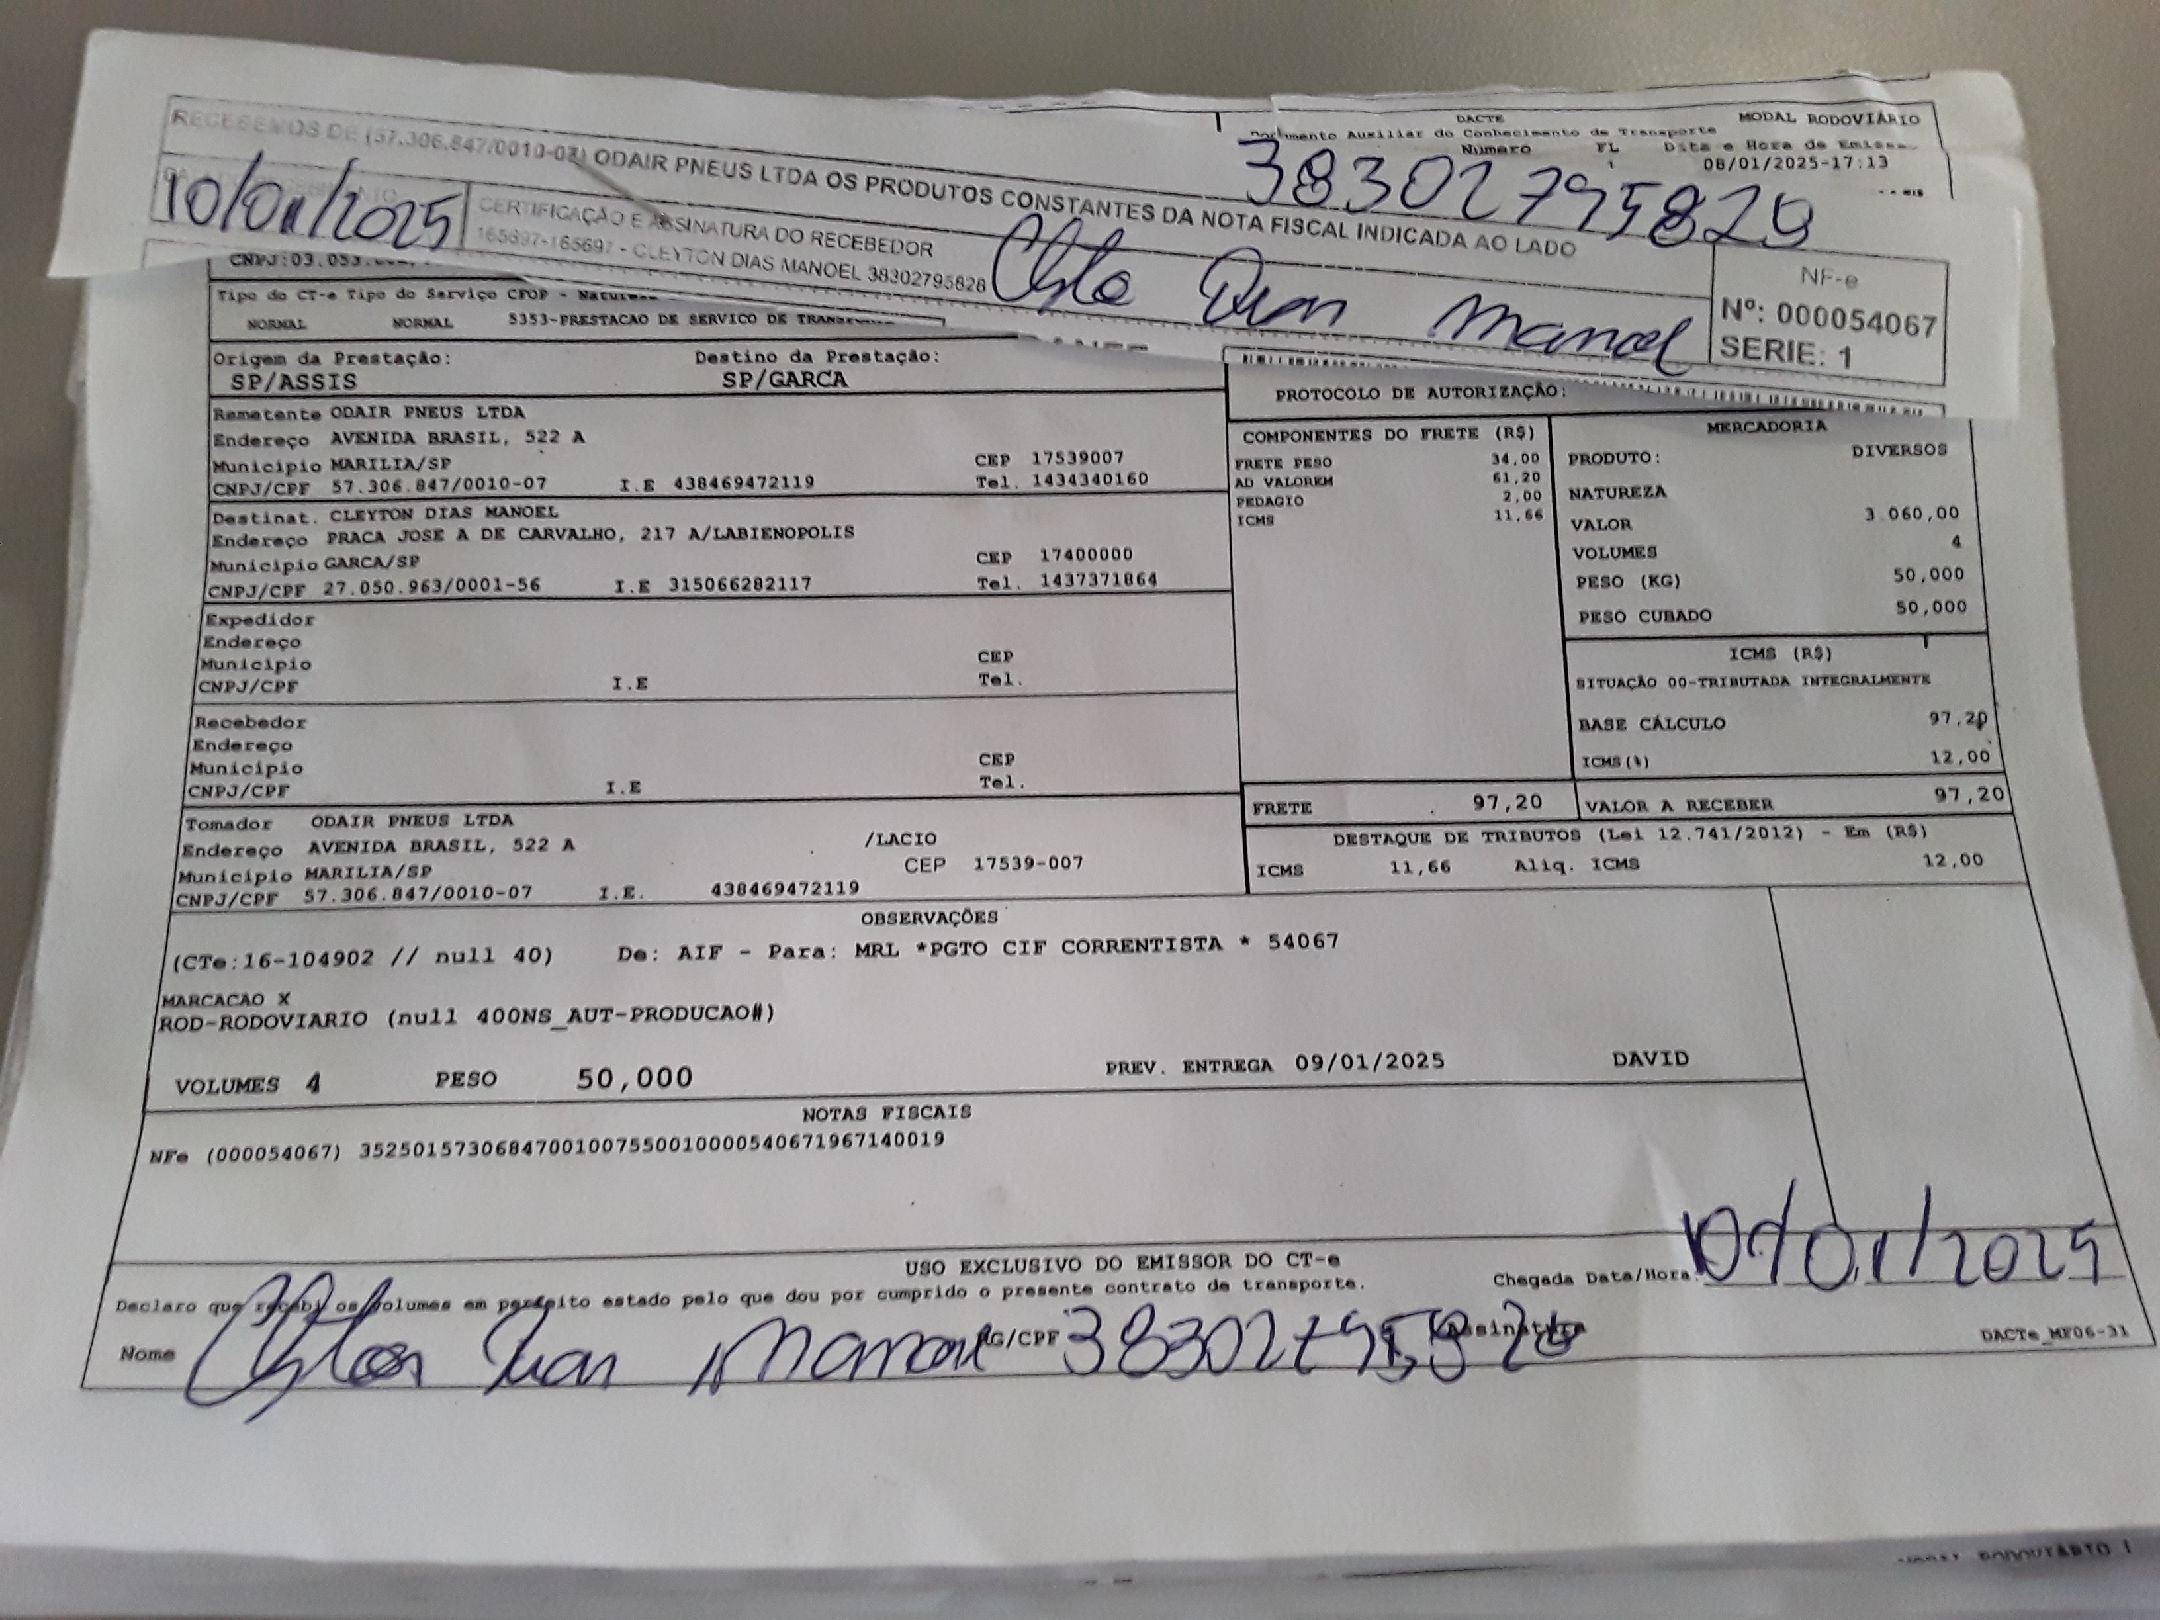 RECEBEMOS DE (57.306.847/0010-07) ODAIR PNEUS LTDA OS PRODUTOS CONSTANTES DA NOTA FISCAL INDICADA AO LADO
10/01/2025
CERTIFICAÇÃO E ASSINATURA DO RECEBEDOR
165697-165697 - CLEYTON DIAS MANOEL 38302795828
Manoel
NF-e
Nº: 000054067
SERIE: 1
DACTE
MODAL RODOVIÁRIO
Documento Auxiliar do Conhecimento de Transporte
Numero FL Data e Hora de
1 08/01/2025-17:13
38302795828
CNPJ:03.053.
Tipo do CT-e Tipo do Serviço CFOP -
NORMAL NORMAL 5353-PRESTACAO DE SERVICO DE
Origem da Prestação: Destino da Prestação:
SP/ASSIS SP/GARCA
PROTOCOLO DE AUTORIZAÇÃO:
Remetente ODAIR PNEUS LTDA
Endereço AVENIDA BRASIL, 522 A
Municipio MARILIA/SP CEP 17539007
CNPJ/CPF 57.306.847/0010-07 I.E 438469472119 Tel. 1434340160
Destinat. CLEYTON DIAS MANOEL
Endereço PRACA JOSE A DE CARVALHO, 217 A/LABIENOPOLIS
Municipio GARCA/SP CEP 17400000
CNPJ/CPF 27.050.963/0001-56 I.E 315066282117 Tel. 1437371864
Expedidor
Endereço
Municipio CEP
CNPJ/CPF I.E Tel.
Recebedor
Endereço
Municipio CEP
CNPJ/CPF I.E Tel.
Tomador ODAIR PNEUS LTDA
Endereço AVENIDA BRASIL, 522 A /LACIO
Municipio MARILIA/SP CEP 17539-007
CNPJ/CPF 57.306.847/0010-07 I.E. 438469472119
COMPONENTES DO FRETE (R$)
FRETE PESO 34,00
AD VALOREM 61,20
PEDAGIO 2,00
ICMS 11,66
MERCADORIA
PRODUTO: DIVERSOS
NATUREZA
VALOR 3.060,00
VOLUMES 4
PESO (KG) 50,000
PESO CUBADO 50,000
ICMS (R$)
SITUAÇÃO 00-TRIBUTADA INTEGRALMENTE
BASE CÁLCULO 97,20
ICMS(%) 12,00
FRETE 97,20 VALOR A RECEBER 97,20
DESTAQUE DE TRIBUTOS (Lei 12.741/2012) - Em (R$)
ICMS 11,66 Aliq. ICMS 12,00
OBSERVAÇÕES
(CTe:16-104902 // null 40) De: AIF - Para: MRL *PGTO CIF CORRENTISTA * 54067
MARCACAO X
ROD-RODOVIARIO (null 400NS_AUT-PRODUCAO#)
VOLUMES 4 PESO 50,000 PREV. ENTREGA 09/01/2025 DAVID
NOTAS FISCAIS
NFe (000054067) 35250157306847001007550010000540671967140019
USO EXCLUSIVO DO EMISSOR DO CT-e
Declaro que recebi os volumes em perfeito estado pelo que dou por cumprido o presente contrato de transporte.
Chegada Data/Hora: /01/2025
Nome Manoel RG/CPF Assinatura
DACTe_MF06-31